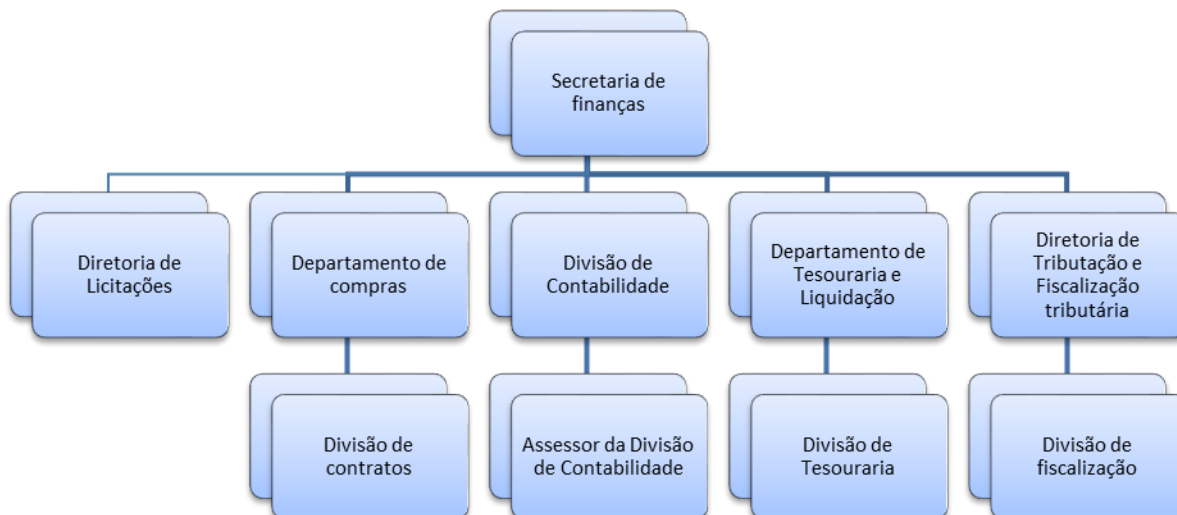 Secretaria de
finanças
Diretoria de
Licitações
Departamento de
compras
Divisão de
Contabilidade
Departamento de
Tesouraria e
Liquidação
Diretoria de
Tributação e
Fiscalização
tributária
Divisão de
contratos
Assessor da Divisão
de Contabilidade
Divisão de
Tesouraria
Divisão de
fiscalização